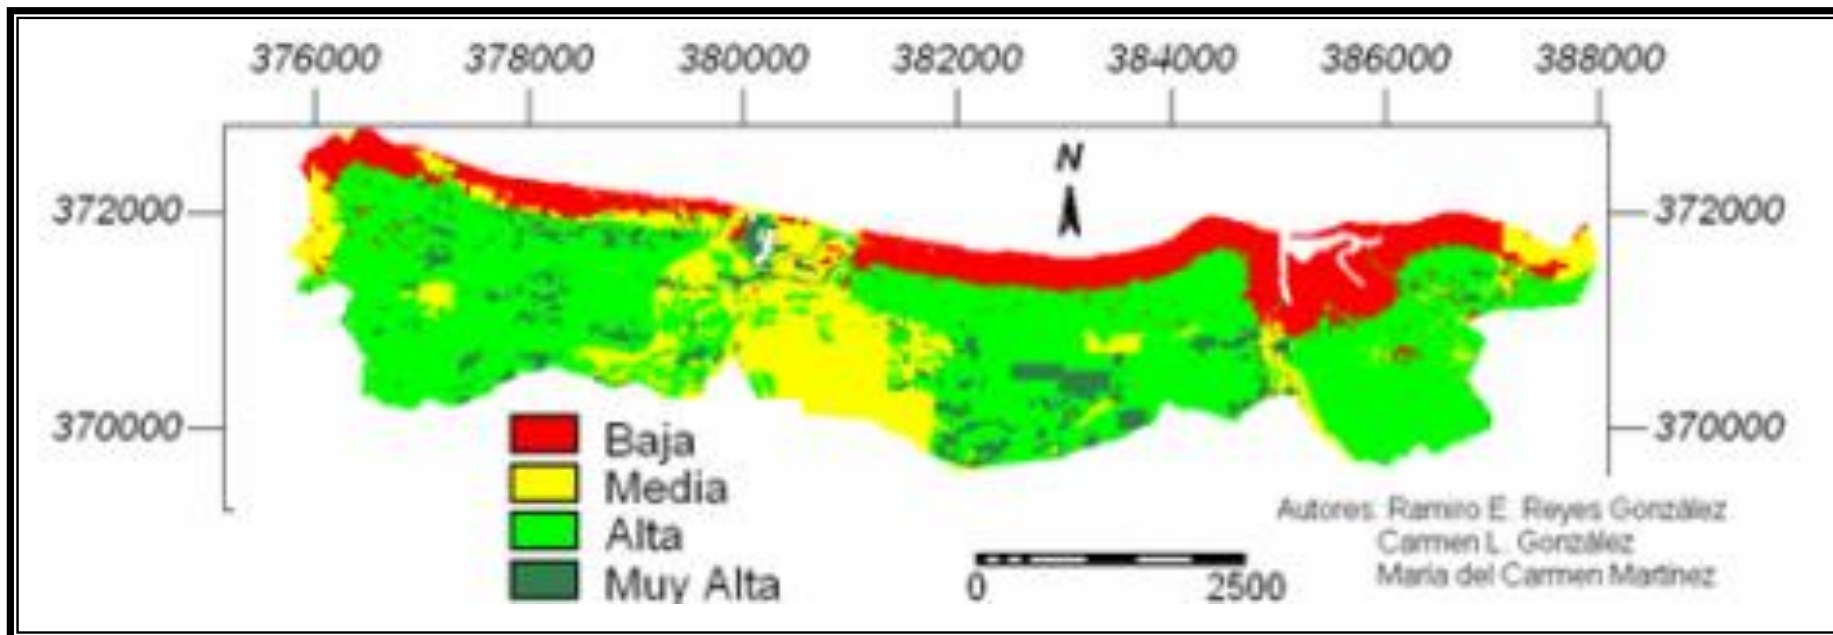 376000 378000 380000 382000 384000 386000 388000
N
372000 372000
370000 370000
Baja
Media
Alta
Muy Alta
Autores: Ramiro E. Reyes González
Carmen L. González
María del Carmen Martínez
0 2500